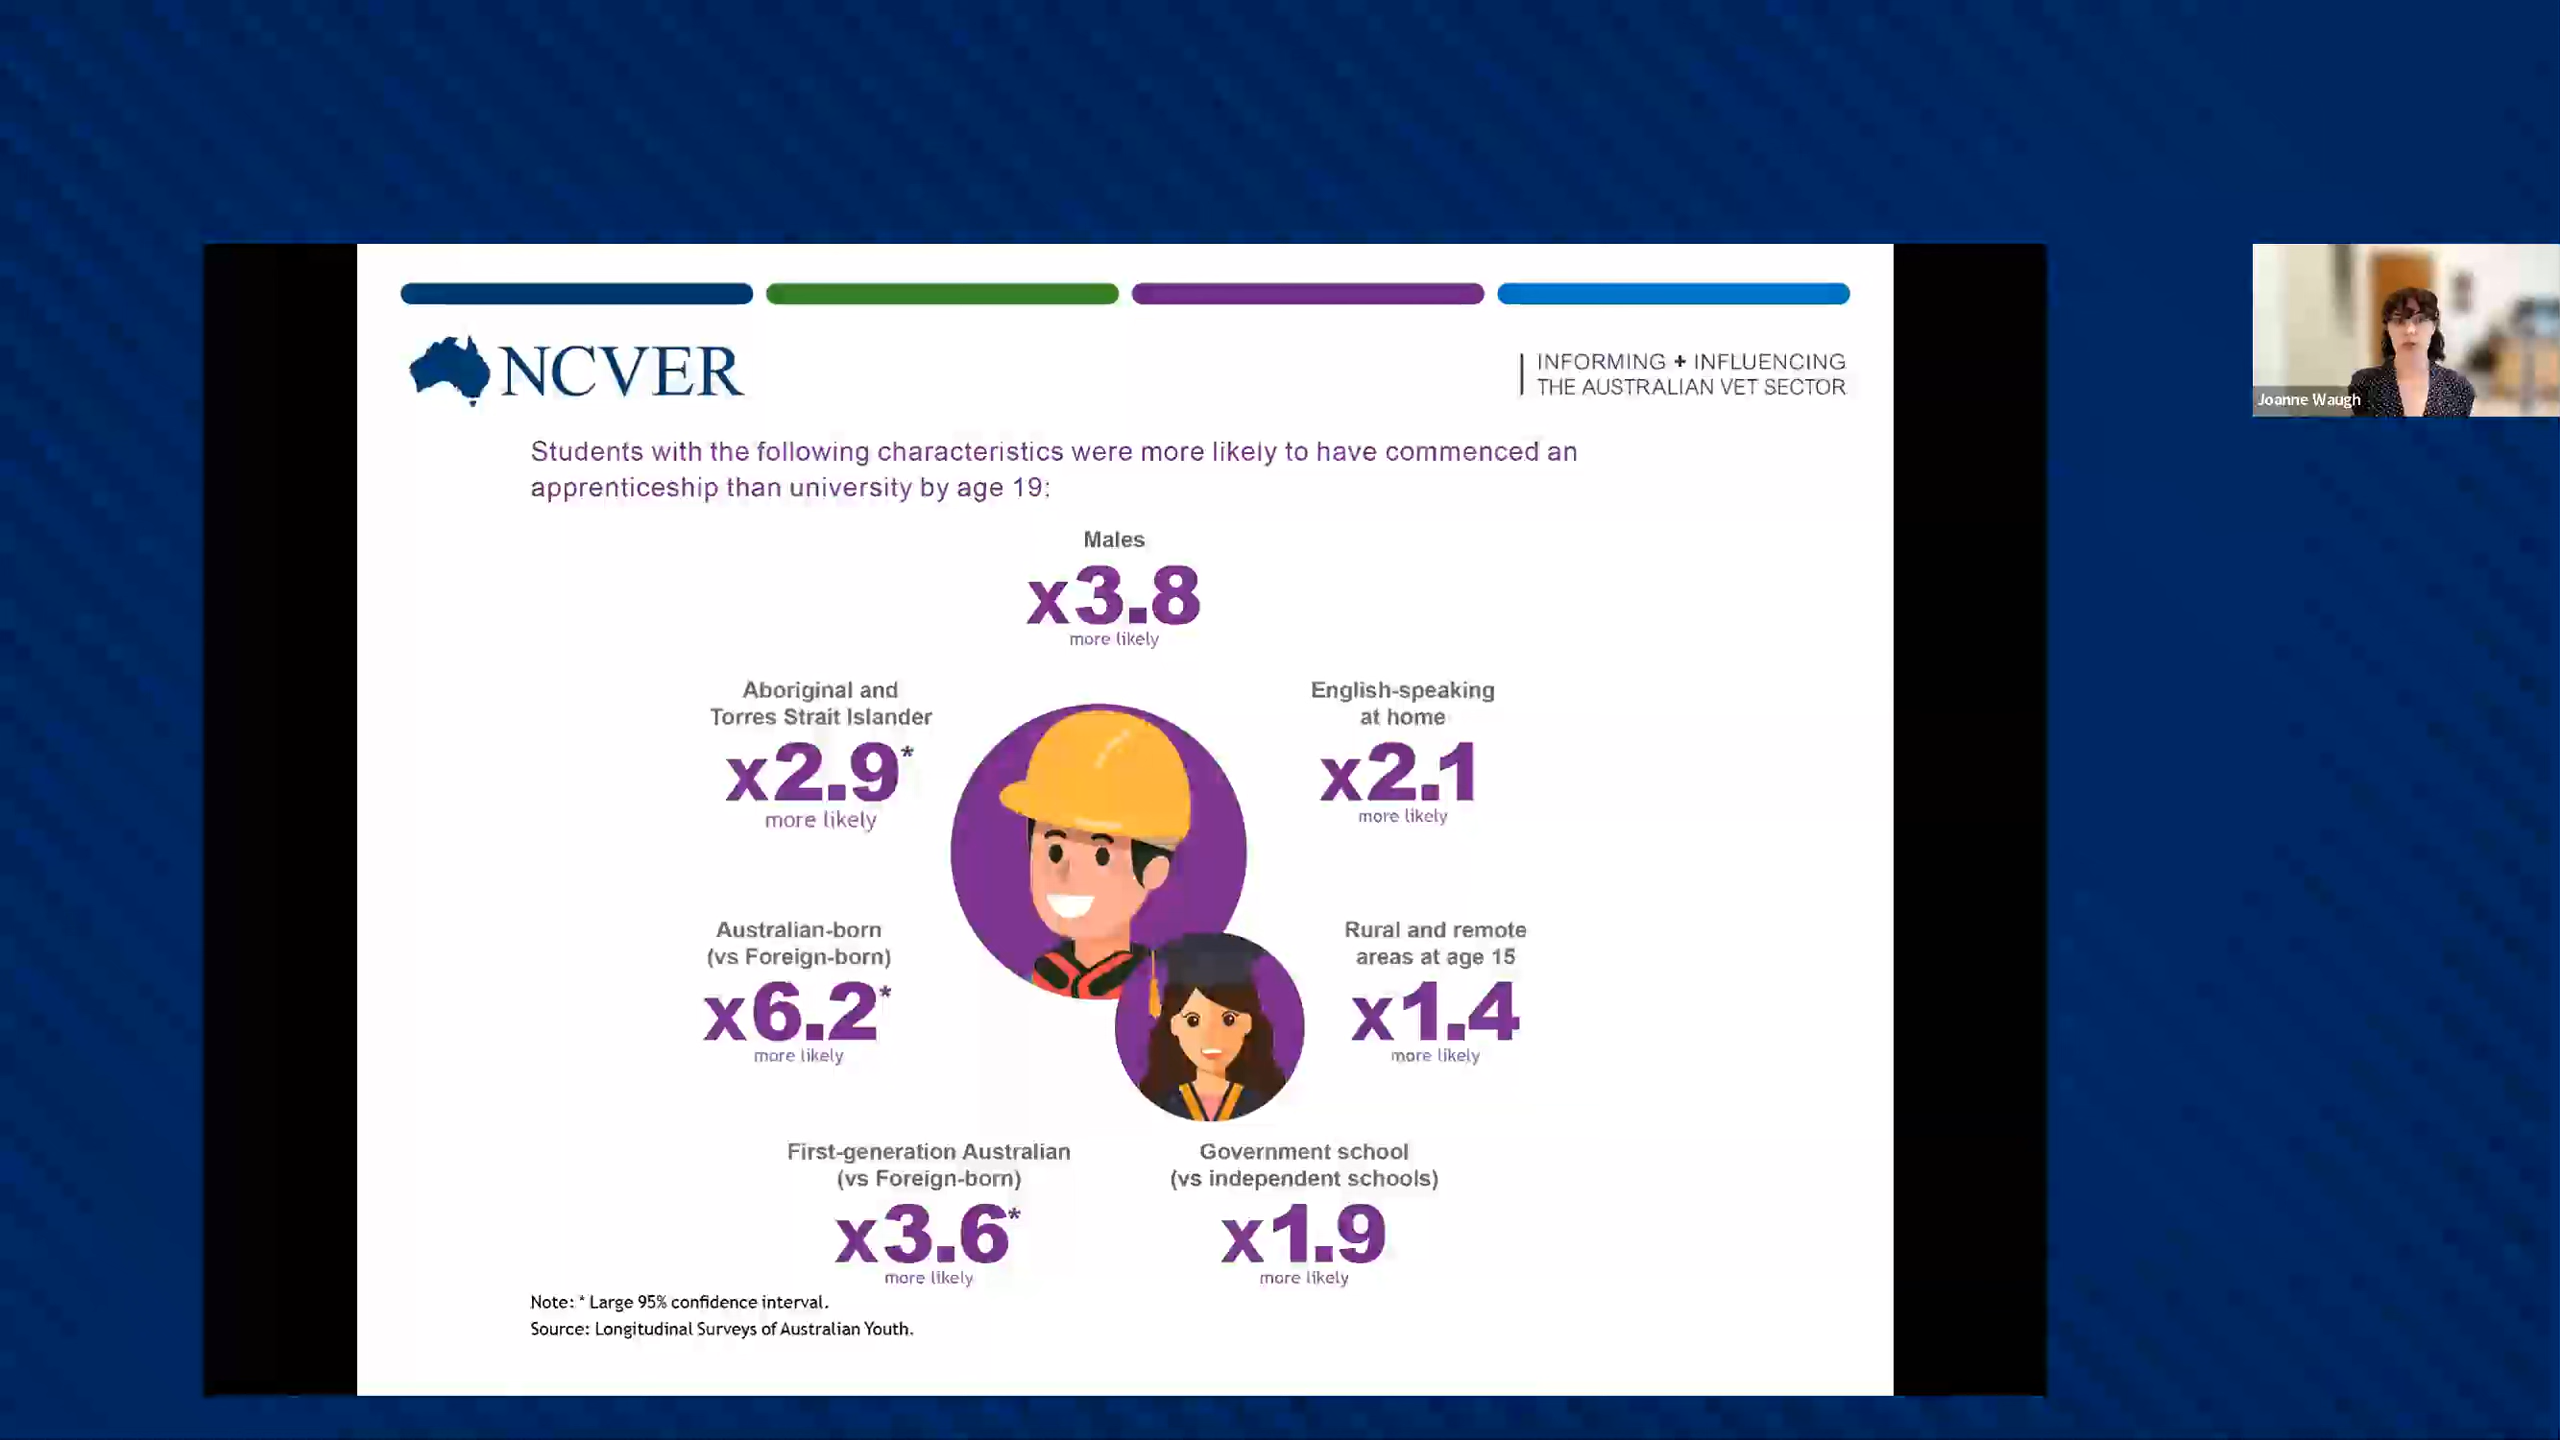 NCVER
INFORMING + INFLUENCING
THE AUSTRALIAN VET SECTOR
Joanne Waugh
Students with the following characteristics were more likely to have commenced an
apprenticeship than university by age 19:
Males
x3.8
more likely
Aboriginal and
Torres Strait Islander
x2.9*
more likely
English-speaking
at home
x2.1
more likely
Australian-born
(vs Foreign-born)
x6.2*
more likely
Rural and remote
areas at age 15
x1.4
more likely
First-generation Australian
(vs Foreign-born)
x3.6*
more likely
Government school
(vs independent schools)
x1.9
more likely
Note: * Large 95% confidence interval.
Source: Longitudinal Surveys of Australian Youth.